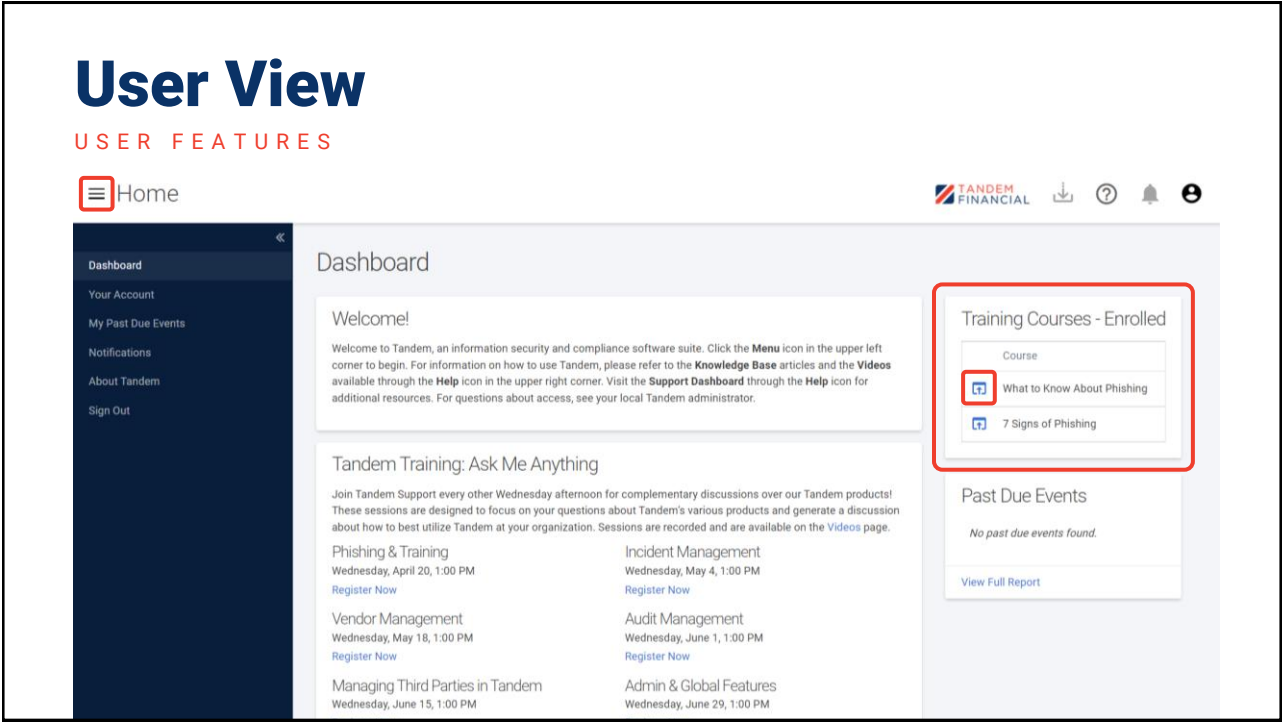 User View
USER FEATURES
Home
TANDEM
FINANCIAL
Dashboard
Your Account
My Past Due Events
Notifications
About Tandem
Sign Out
Dashboard
Welcome!
Welcome to Tandem, an information security and compliance software suite. Click the Menu icon in the upper left
corner to begin. For information on how to use Tandem, please refer to the Knowledge Base articles and the Videos
available through the Help icon in the upper right corner. Visit the Support Dashboard through the Help icon for
additional resources. For questions about access, see your local Tandem administrator.
Tandem Training: Ask Me Anything
Join Tandem Support every other Wednesday afternoon for complementary discussions over our Tandem products!
These sessions are designed to focus on your questions about Tandem's various products and generate a discussion
about how to best utilize Tandem at your organization. Sessions are recorded and are available on the Videos page.
Phishing & Training
Wednesday, April 20, 1:00 PM
Register Now
Incident Management
Wednesday, May 4, 1:00 PM
Register Now
Vendor Management
Wednesday, May 18, 1:00 PM
Register Now
Audit Management
Wednesday, June 1, 1:00 PM
Register Now
Managing Third Parties in Tandem
Wednesday, June 15, 1:00 PM
Admin & Global Features
Wednesday, June 29, 1:00 PM
Training Courses - Enrolled
Course
What to Know About Phishing
7 Signs of Phishing
Past Due Events
No past due events found.
View Full Report